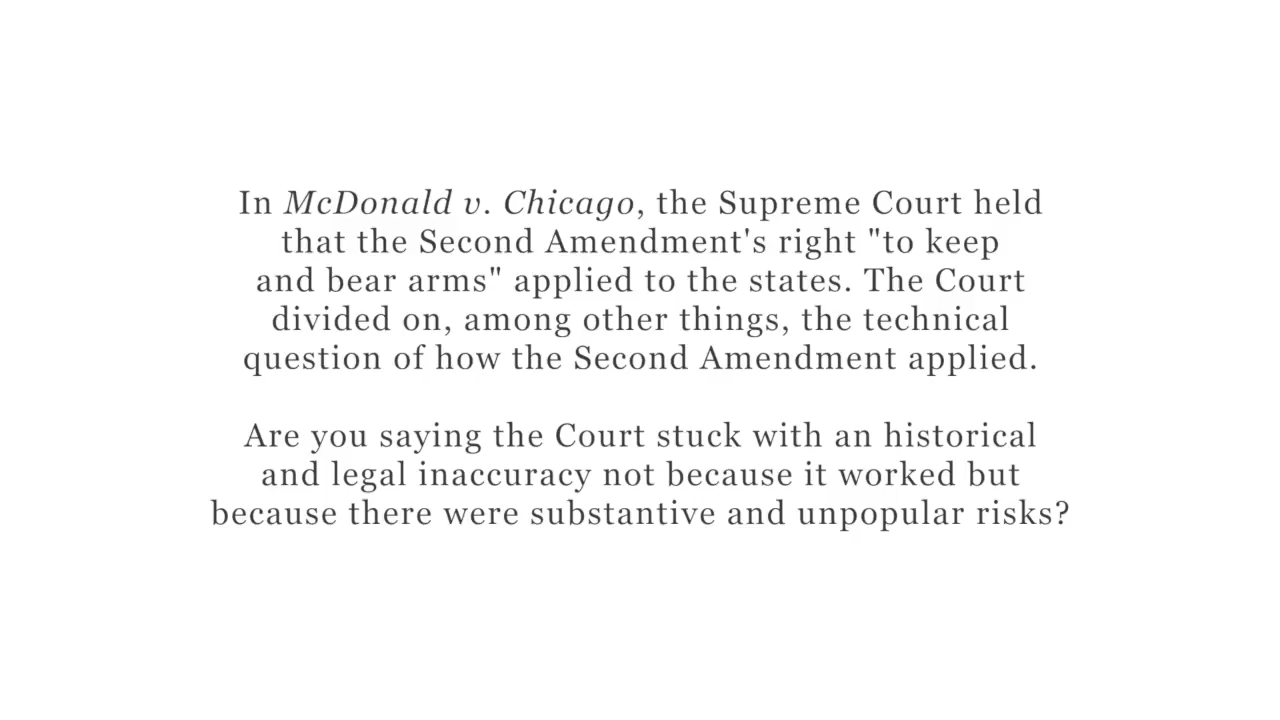 In McDonald v. Chicago, the Supreme Court held
that the Second Amendment's right "to keep
and bear arms" applied to the states. The Court
divided on, among other things, the technical
question of how the Second Amendment applied.
Are you saying the Court stuck with an historical
and legal inaccuracy not because it worked but
because there were substantive and unpopular risks?